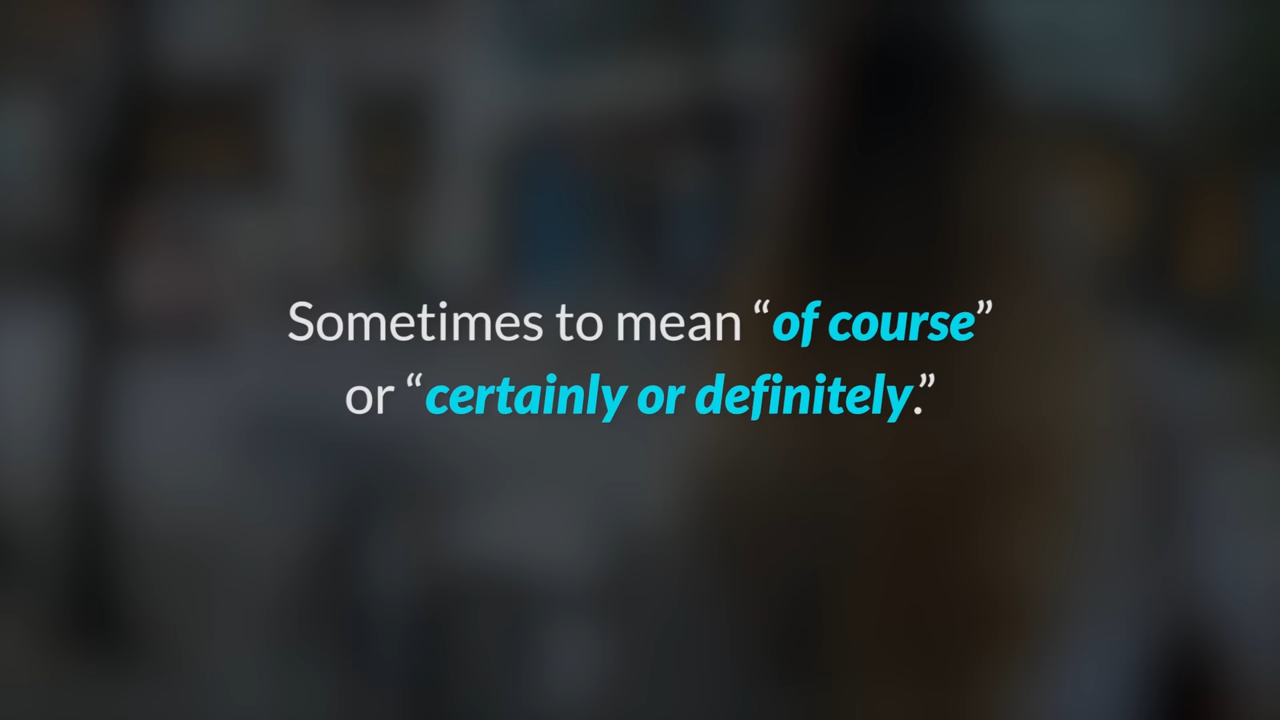 Sometimes to mean “of course”
or “certainly or definitely.”